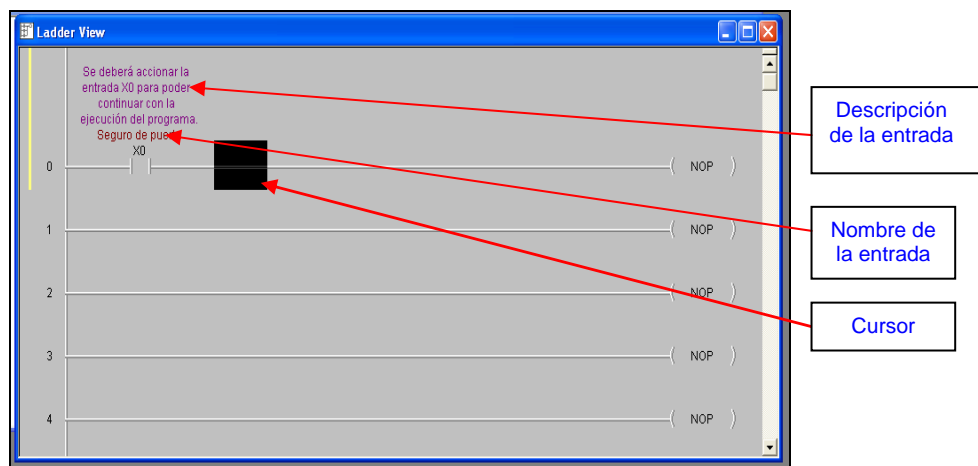 Ladder View
Se deberá accionar la
entrada X0 para poder
continuar con la
ejecución del programa.
Seguro de
X0
0
NOP
1
NOP
2
NOP
3
NOP
4
NOP
Descripción
de la entrada
Nombre de
la entrada
Cursor